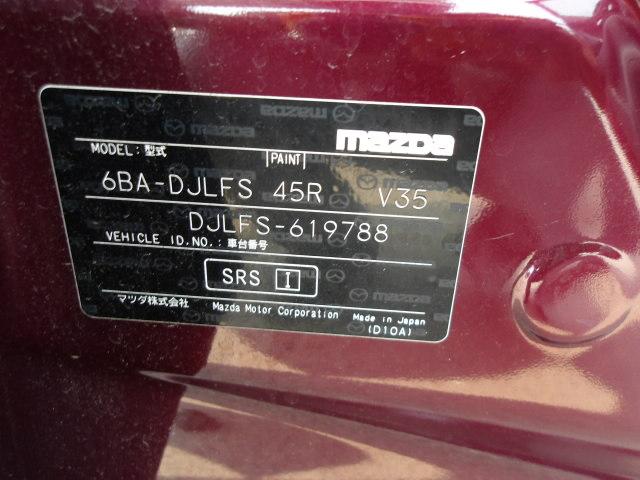 mazda
MODEL: 型式 PAINT
6BA-DJLFS 45R V35
DJLFS-619788
VEHICLE ID.NO.: 車台番号
SRS I
マツダ株式会社 Mazda Motor Corporation Made in Japan
(D10A)